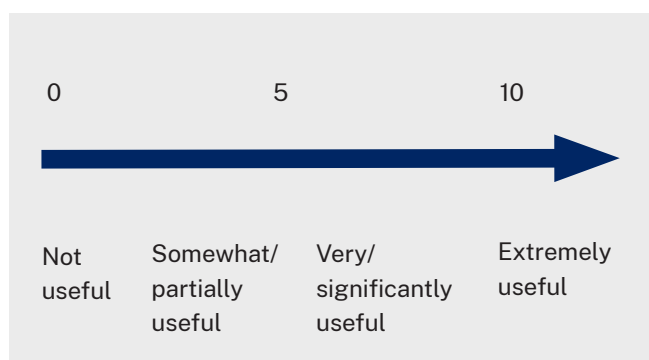 0 5 10
Not
useful
Somewhat/
partially
useful
Very/
significantly
useful
Extremely
useful